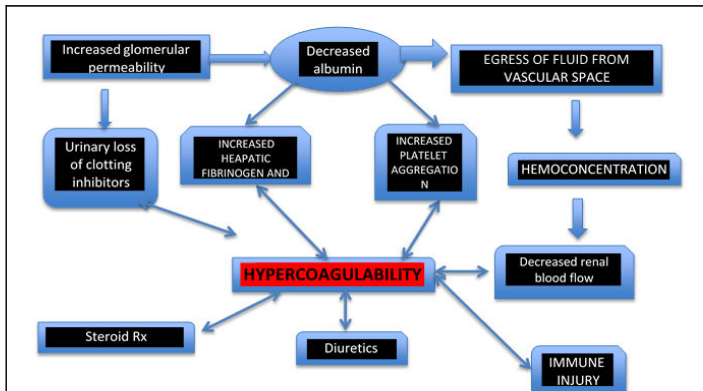 Increased glomerular
permeability
Decreased
albumin
EGRESS OF FLUID FROM
VASCULAR SPACE
Urinary loss
of clotting
inhibitors
INCREASED
HEAPATIC
FIBRINOGEN AND
INCREASED
PLATELET
AGGREGATIO
N
HEMOCONCENTRATION
HYPERCOAGULABILITY
Decreased renal
blood flow
Steroid Rx
Diuretics
IMMUNE
INJURY